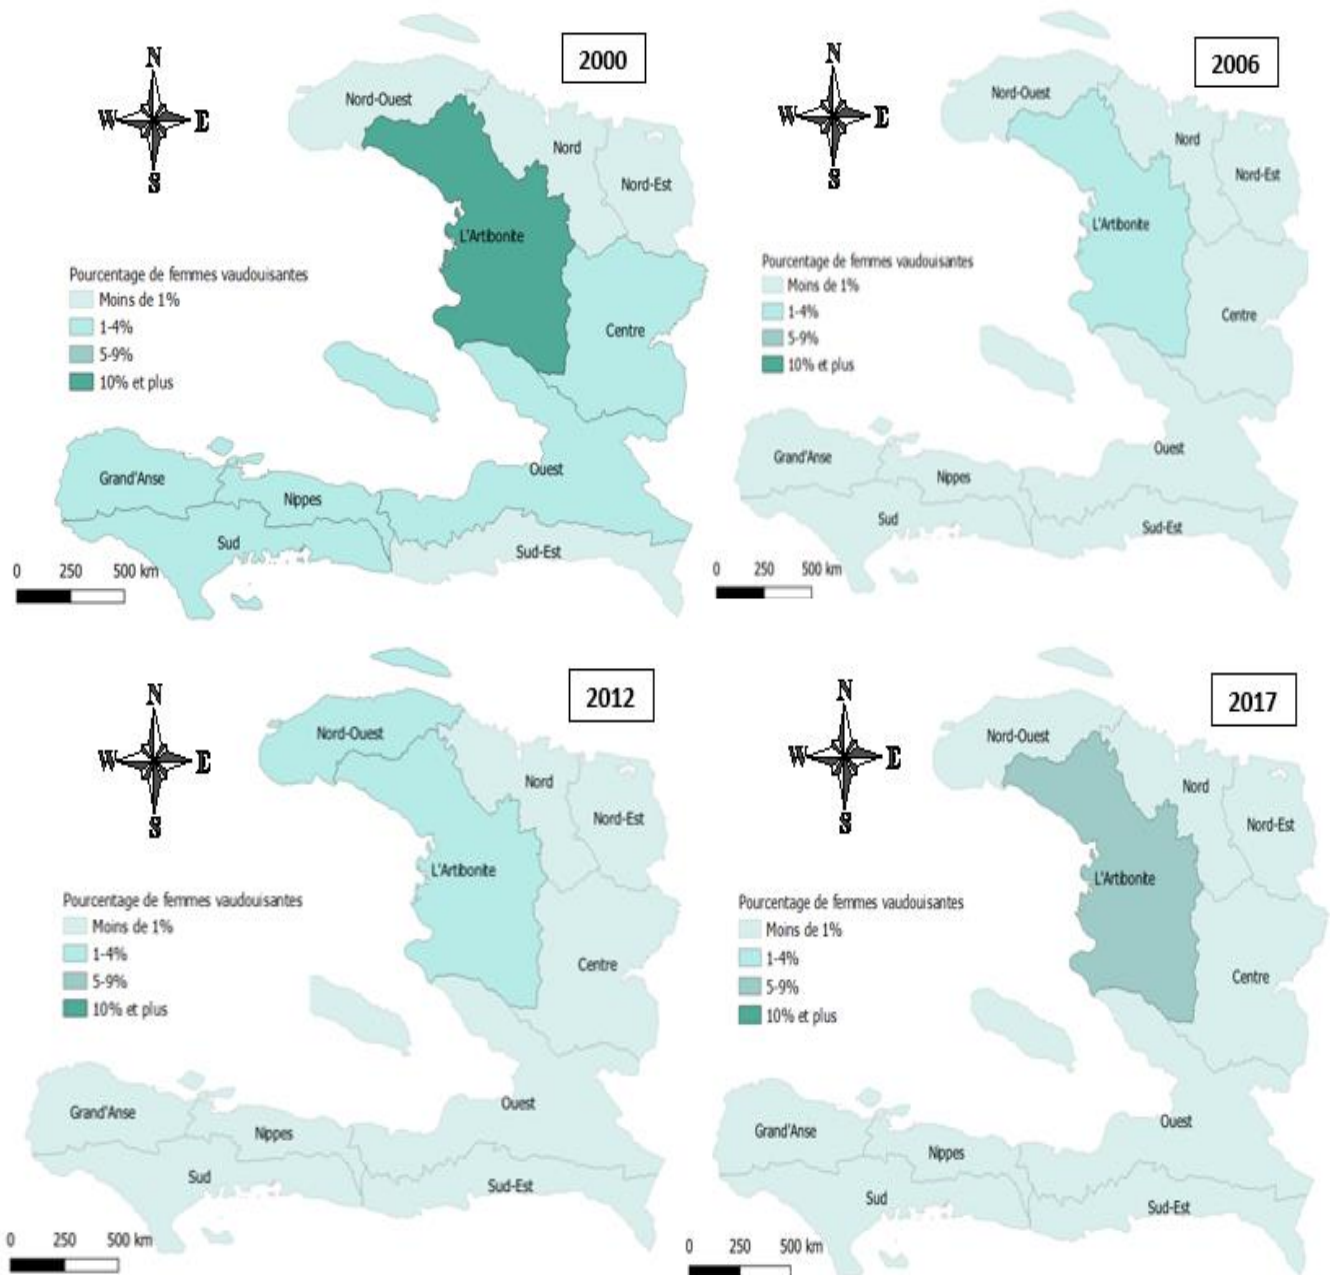 2000
N
W E
S
Nord-Ouest
Nord
Nord-Est
L'Artibonite
Pourcentage de femmes vaudouisantes
Moins de 1%
1-4%
5-9%
10% et plus
Centre
Grand'Anse
Nippes
Ouest
Sud
Sud-Est
0 250 500 km
2006
N
W E
S
Nord-Ouest
Nord
Nord-Est
L'Artibonite
Pourcentage de femmes vaudouisantes
Moins de 1%
1-4%
5-9%
10% et plus
Centre
Grand'Anse
Nippes
Ouest
Sud
Sud-Est
0 250 500 km
2012
N
W E
S
Nord-Ouest
Nord
Nord-Est
L'Artibonite
Pourcentage de femmes vaudouisantes
Moins de 1%
1-4%
5-9%
10% et plus
Centre
Grand'Anse
Nippes
Ouest
Sud
Sud-Est
0 250 500 km
2017
N
W E
S
Nord-Ouest
Nord
Nord-Est
L'Artibonite
Pourcentage de femmes vaudouisantes
Moins de 1%
1-4%
5-9%
10% et plus
Centre
Grand'Anse
Nippes
Ouest
Sud
Sud-Est
0 250 500 km